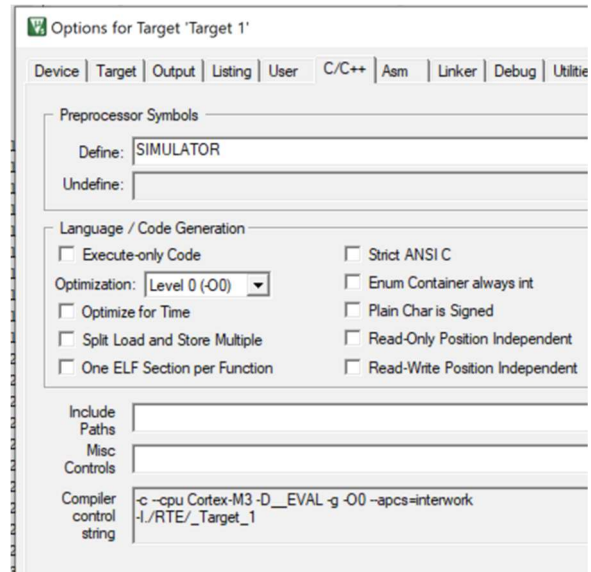 Options for Target 'Target 1'
Device Target Output Listing User C/C++ Asm Linker Debug Utilitie
Preprocessor Symbols
Define: SIMULATOR
Undefine:
Language / Code Generation
Execute-only Code
Strict ANSI C
Optimization: Level 0 (-O0)
Enum Container always int
Optimize for Time
Plain Char is Signed
Split Load and Store Multiple
Read-Only Position Independent
One ELF Section per Function
Read-Write Position Independent
Include
Paths
Misc
Controls
Compiler
control
string
-c --cpu Cortex-M3 -D__EVAL -g -O0 --apcs=interwork
-I./RTE/_Target_1